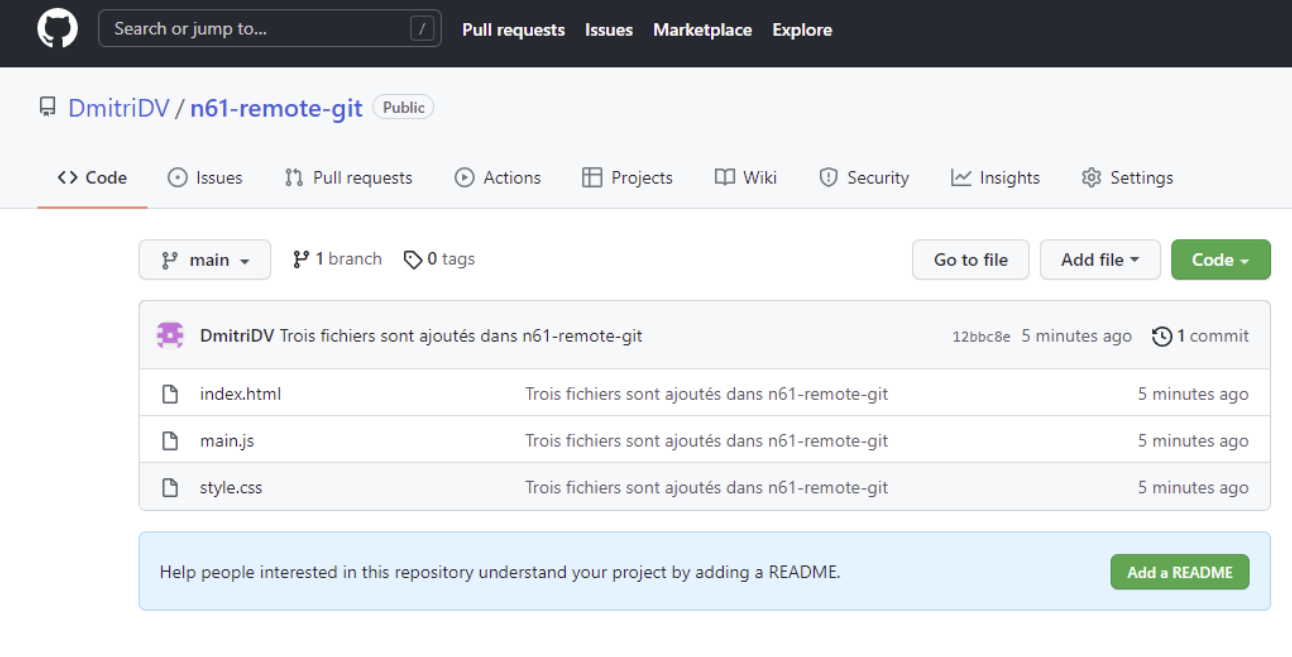 Search or jump to... / Pull requests Issues Marketplace Explore
DmitriDV / n61-remote-git Public
<> Code Issues Pull requests Actions Projects Wiki Security Insights Settings
main 1 branch 0 tags Go to file Add file Code
DmitriDV Trois fichiers sont ajoutés dans n61-remote-git 12bbc8e 5 minutes ago 1 commit
index.html Trois fichiers sont ajoutés dans n61-remote-git 5 minutes ago
main.js Trois fichiers sont ajoutés dans n61-remote-git 5 minutes ago
style.css Trois fichiers sont ajoutés dans n61-remote-git 5 minutes ago
Help people interested in this repository understand your project by adding a README. Add a README